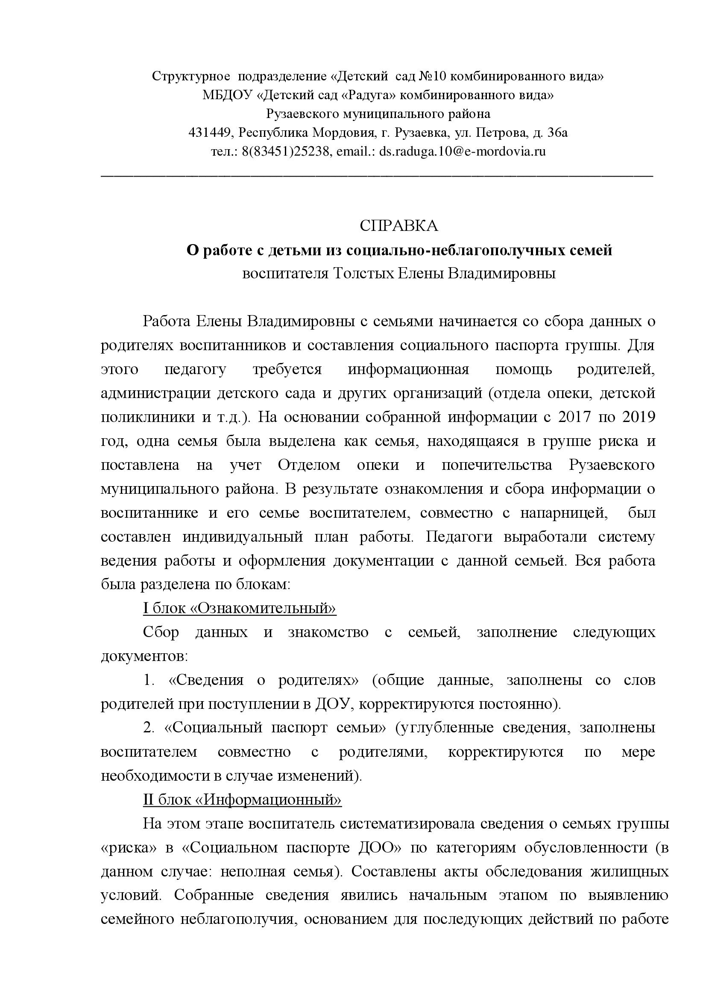 Структурное подразделение «Детский сад №10 комбинированного вида»
МБДОУ «Детский сад «Радуга» комбинированного вида»
Рузаевского муниципального района
431449, Республика Мордовия, г. Рузаевка, ул. Петрова, д. 36а
тел.: 8(83451)25238, email.: ds.raduga.10@e-mordovia.ru
СПРАВКА
О работе с детьми из социально-неблагополучных семей
воспитателя Толстых Елены Владимировны
Работа Елены Владимировны с семьями начинается со сбора данных о
родителях воспитанников и составления социального паспорта группы. Для
этого педагогу требуется информационная помощь родителей,
администрации детского сада и других организаций (отдела опеки, детской
поликлиники и т.д.). На основании собранной информации с 2017 по 2019
год, одна семья была выделена как семья, находящаяся в группе риска и
поставлена на учет Отделом опеки и попечительства Рузаевского
муниципального района. В результате ознакомления и сбора информации о
воспитаннике и его семье воспитателем, совместно с напарницей, был
составлен индивидуальный план работы. Педагоги выработали систему
ведения работы и оформления документации с данной семьей. Вся работа
была разделена по блокам:
I блок «Ознакомительный»
Сбор данных и знакомство с семьей, заполнение следующих
документов:
1. «Сведения о родителях» (общие данные, заполнены со слов
родителей при поступлении в ДОУ, корректируются постоянно).
2. «Социальный паспорт семьи» (углубленные сведения, заполнены
воспитателем совместно с родителями, корректируются по мере
необходимости в случае изменений).
II блок «Информационный»
На этом этапе воспитатель систематизировала сведения о семьях группы
«риска» в «Социальном паспорте ДОО» по категориям обусловленности (в
данном случае: неполная семья). Составлены акты обследования жилищных
условий. Собранные сведения явились начальным этапом по выявлению
семейного неблагополучия, основанием для последующих действий по работе